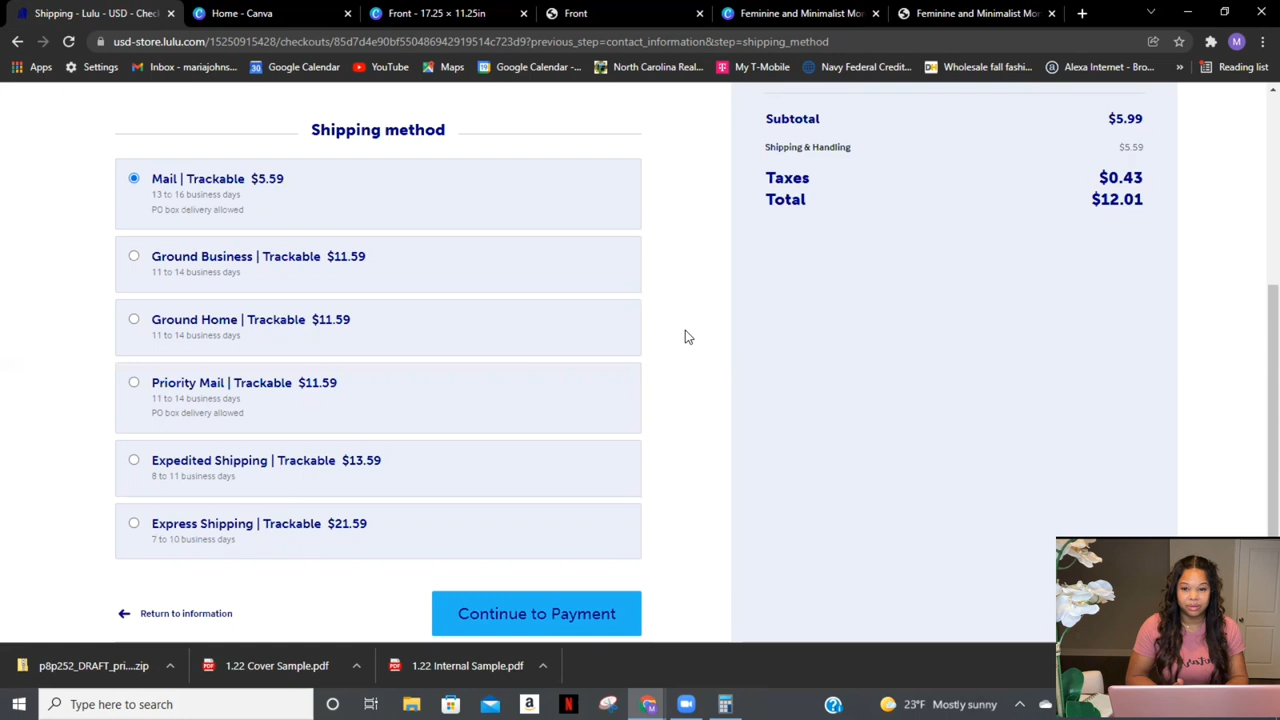 Shipping - Lulu - USD - Chec
Home - Canva
Front - 17.25 × 11.25in
Front
Feminine and Minimalist Mo
Feminine and Minimalist Mo
usd-store.lulu.com/15250915428/checkouts/85d7d4e90bf550486942919514c723d9?previous_step=contact_information&step=shipping_method
M
Apps
Settings
Inbox - mariajohns...
Google Calendar
YouTube
Maps
Google Calendar -...
North Carolina Real...
My T-Mobile
Navy Federal Credit...
Wholesale fall fashi...
Alexa Internet - Bro...
»
Reading list
Shipping method
Mail | Trackable $5.59
13 to 16 business days
PO box delivery allowed
Ground Business | Trackable $11.59
11 to 14 business days
Ground Home | Trackable $11.59
11 to 14 business days
Priority Mail | Trackable $11.59
11 to 14 business days
PO box delivery allowed
Expedited Shipping | Trackable $13.59
8 to 11 business days
Express Shipping | Trackable $21.59
7 to 10 business days
Return to information
Continue to Payment
Subtotal $5.99
Shipping & Handling $5.59
Taxes $0.43
Total $12.01
p8p252_DRAFT_pri....zip
1.22 Cover Sample.pdf
1.22 Internal Sample.pdf
Type here to search
23°F Mostly sunny